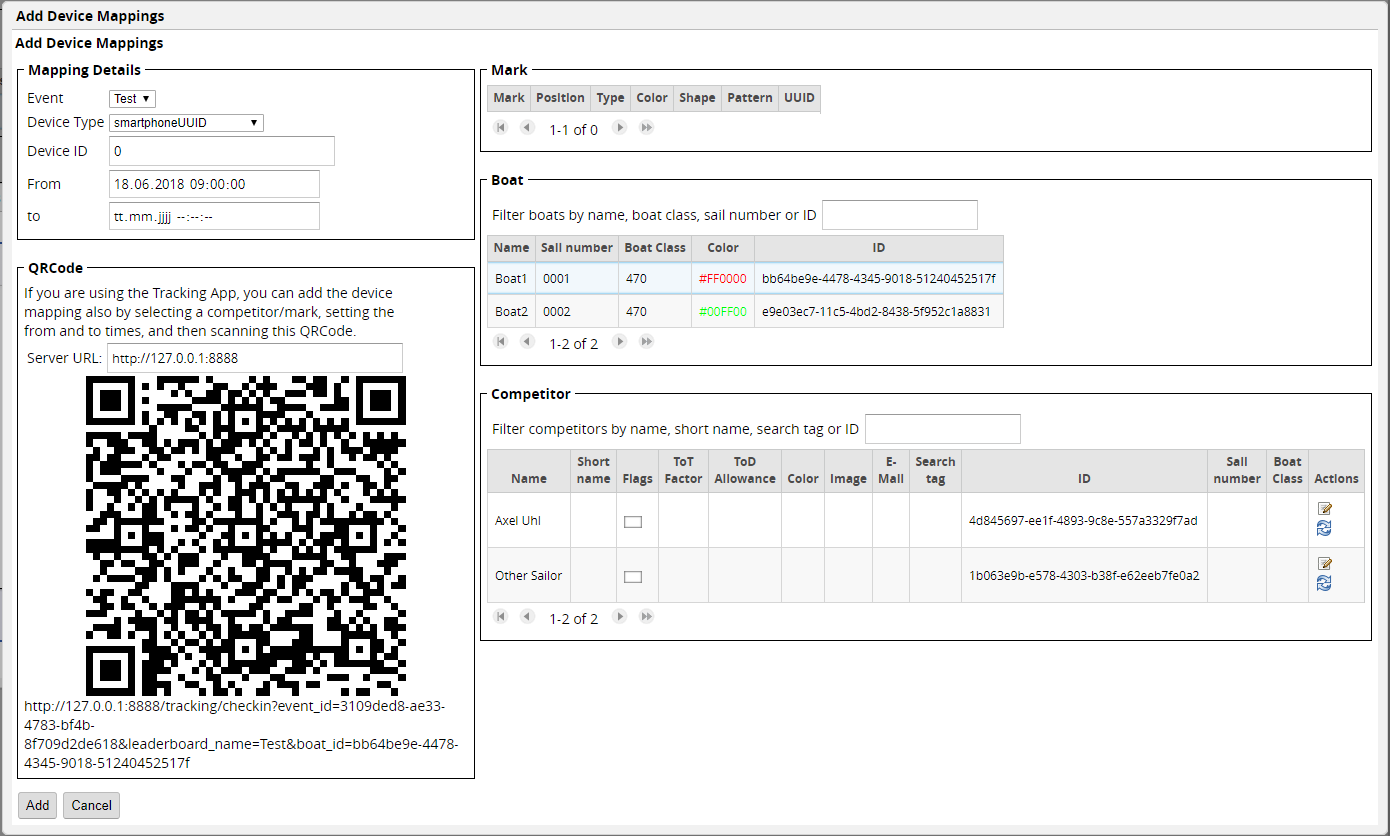 Add Device Mappings
Add Device Mappings
Mapping Details
Event Test
Device Type smartphoneUUID
Device ID 0
From 18.06.2018 09:00:00
to tt.mm.jjjj --:--:--
QRCode
If you are using the Tracking App, you can add the device
mapping also by selecting a competitor/mark, setting the
from and to times, and then scanning this QRCode.
Server URL: http://127.0.0.1:8888
http://127.0.0.1:8888/tracking/checkin?event_id=3109ded8-ae33-
4783-bf4b-
8f709d2de618&leaderboard_name=Test&boat_id=bb64be9e-4478-
4345-9018-51240452517f
Add Cancel
Mark
Mark Position Type Color Shape Pattern UUID
1-1 of 0
Boat
Filter boats by name, boat class, sail number or ID
Name Sail number Boat Class Color ID
Boat1 0001 470 #FF0000 bb64be9e-4478-4345-9018-51240452517f
Boat2 0002 470 #00FF00 e9e03ec7-11c5-4bd2-8438-5f952c1a8831
1-2 of 2
Competitor
Filter competitors by name, short name, search tag or ID
Name Short name Flags ToT Factor ToD Allowance Color Image E-Mail Search tag ID Sail number Boat Class Actions
Axel Uhl 4d845697-ee1f-4893-9c8e-557a3329f7ad
Other Sailor 1b063e9b-e578-4303-b38f-e62eeb7fe0a2
1-2 of 2